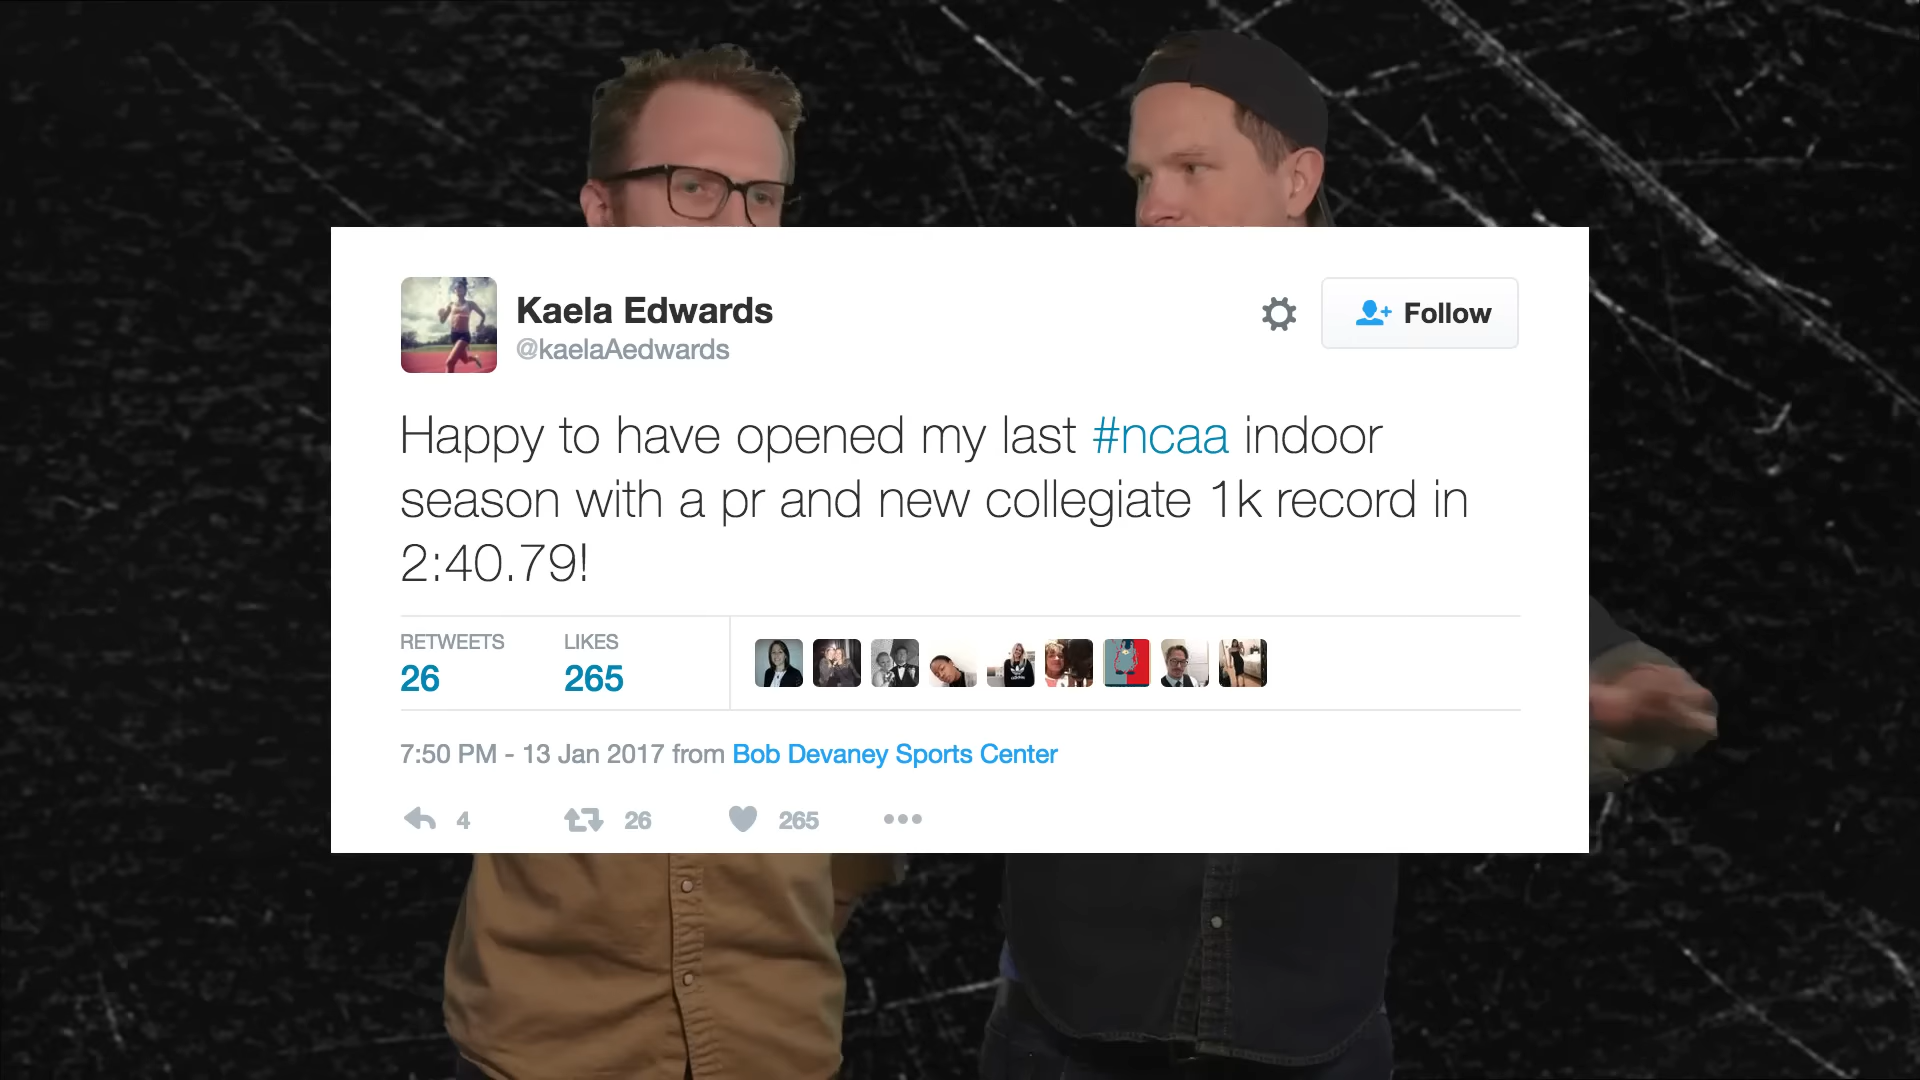 Kaela Edwards
@kaelaAedwards
Follow
Happy to have opened my last #ncaa indoor
season with a pr and new collegiate 1k record in
2:40.79!
RETWEETS LIKES
26 265
7:50 PM - 13 Jan 2017 from Bob Devaney Sports Center
4 26 265